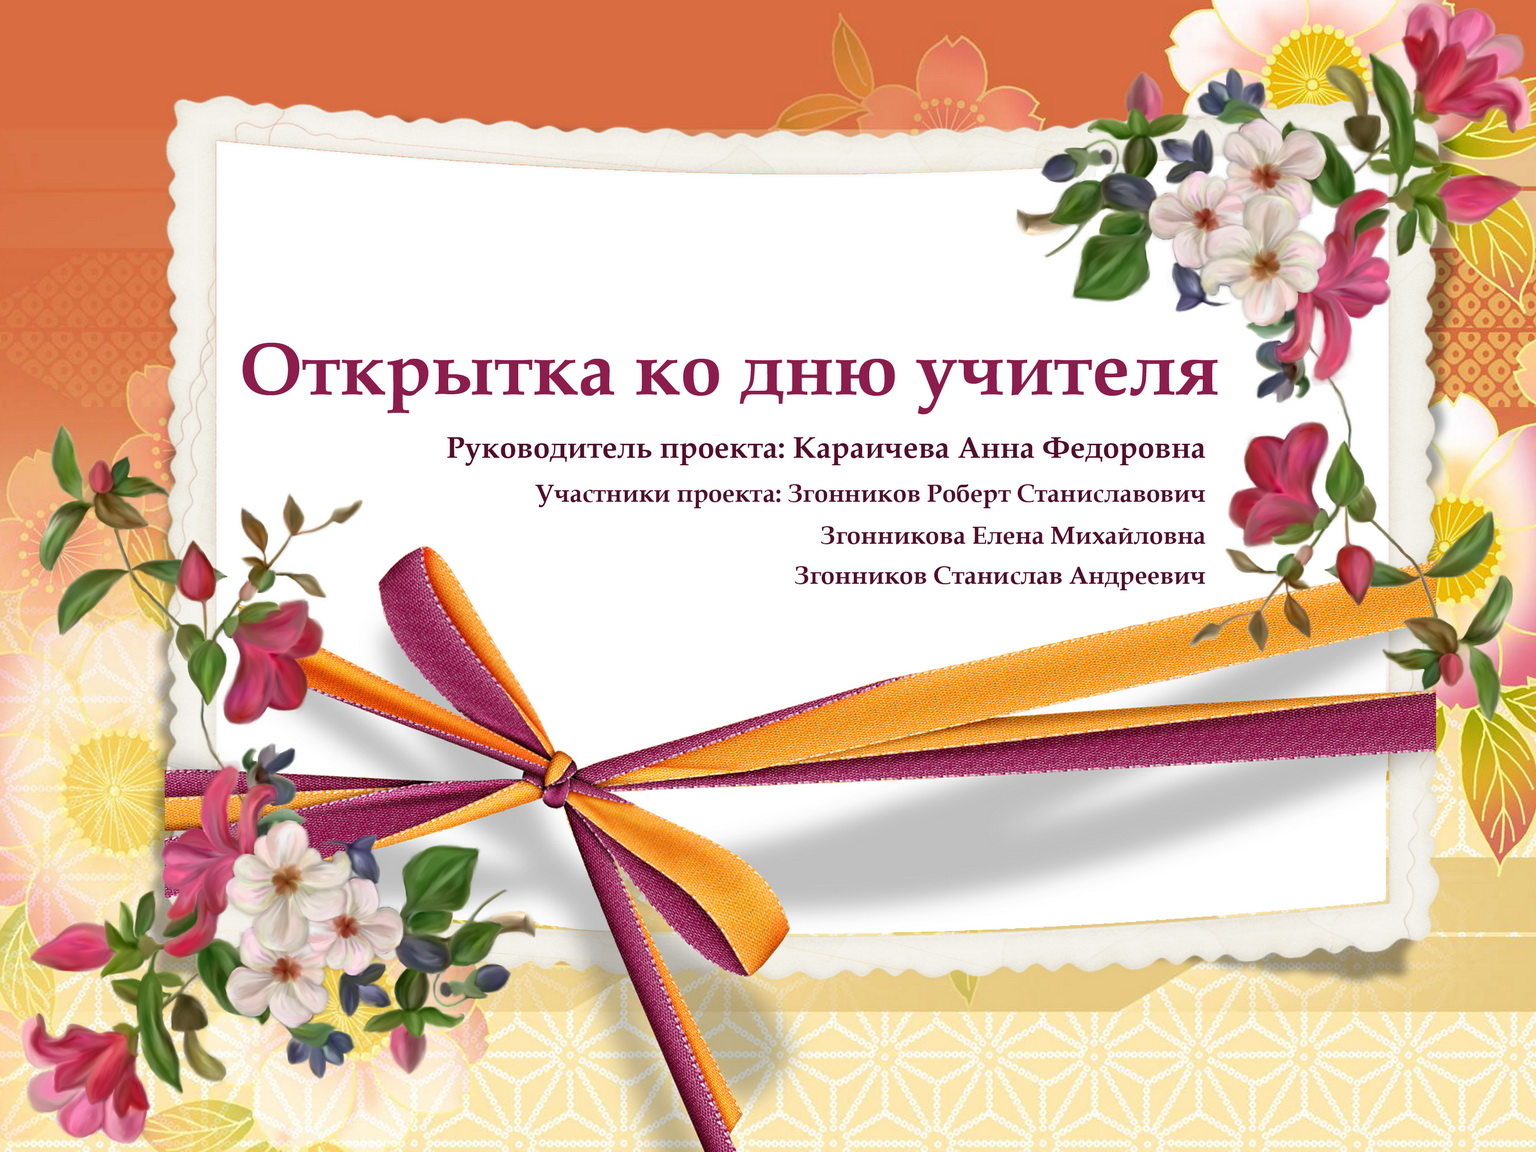 Открытка ко дню учителя
Руководитель проекта: Караичева Анна Федоровна
Участники проекта: Згонников Роберт Станиславович
Згонникова Елена Михайловна
Згонников Станислав Андреевич